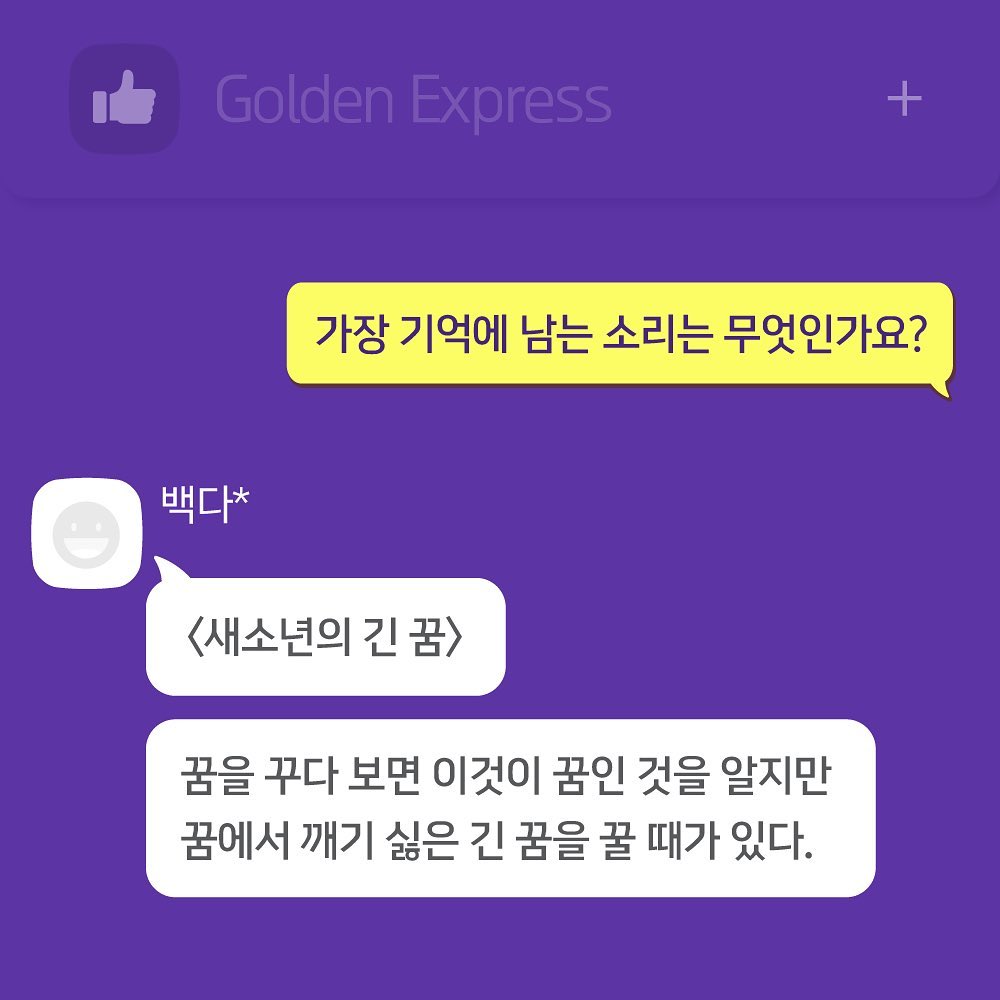 Golden Express
가장 기억에 남는 소리는 무엇인가요?
백다*
〈새소년의 긴 꿈〉
꿈을 꾸다 보면 이것이 꿈인 것을 알지만
꿈에서 깨기 싫은 긴 꿈을 꿀 때가 있다.